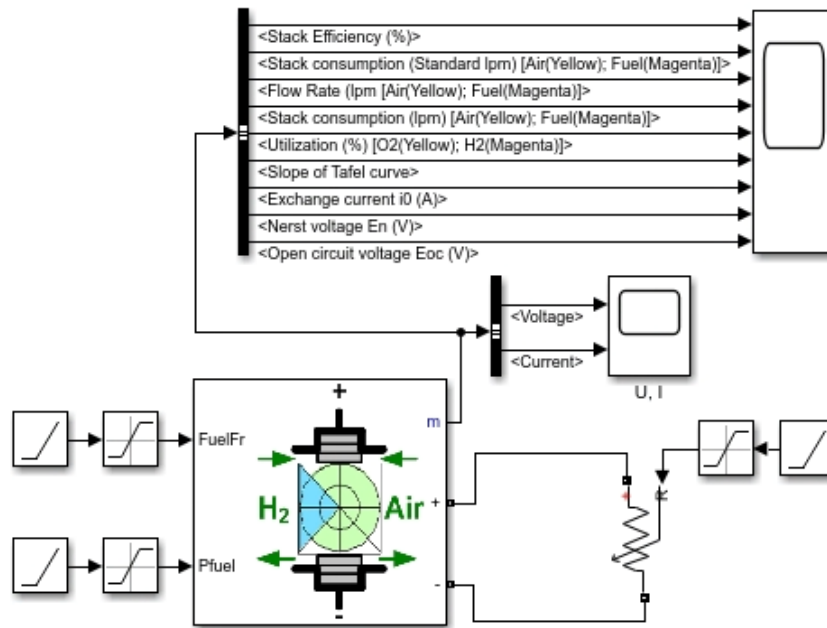 <Stack Efficiency (%)>
<Stack consumption (Standard lpm) [Air(Yellow); Fuel(Magenta)]>
<Flow Rate (lpm [Air(Yellow); Fuel(Magenta)]>
<Stack consumption (lpm) [Air(Yellow); Fuel(Magenta)]>
<Utilization (%) [O2(Yellow); H2(Magenta)]>
<Slope of Tafel curve>
<Exchange current i0 (A)>
<Nerst voltage En (V)>
<Open circuit voltage Eoc (V)>
<Voltage>
<Current>
U, I
+
m
FuelFr
H2 Air
+
R
+
Pfuel
-
-